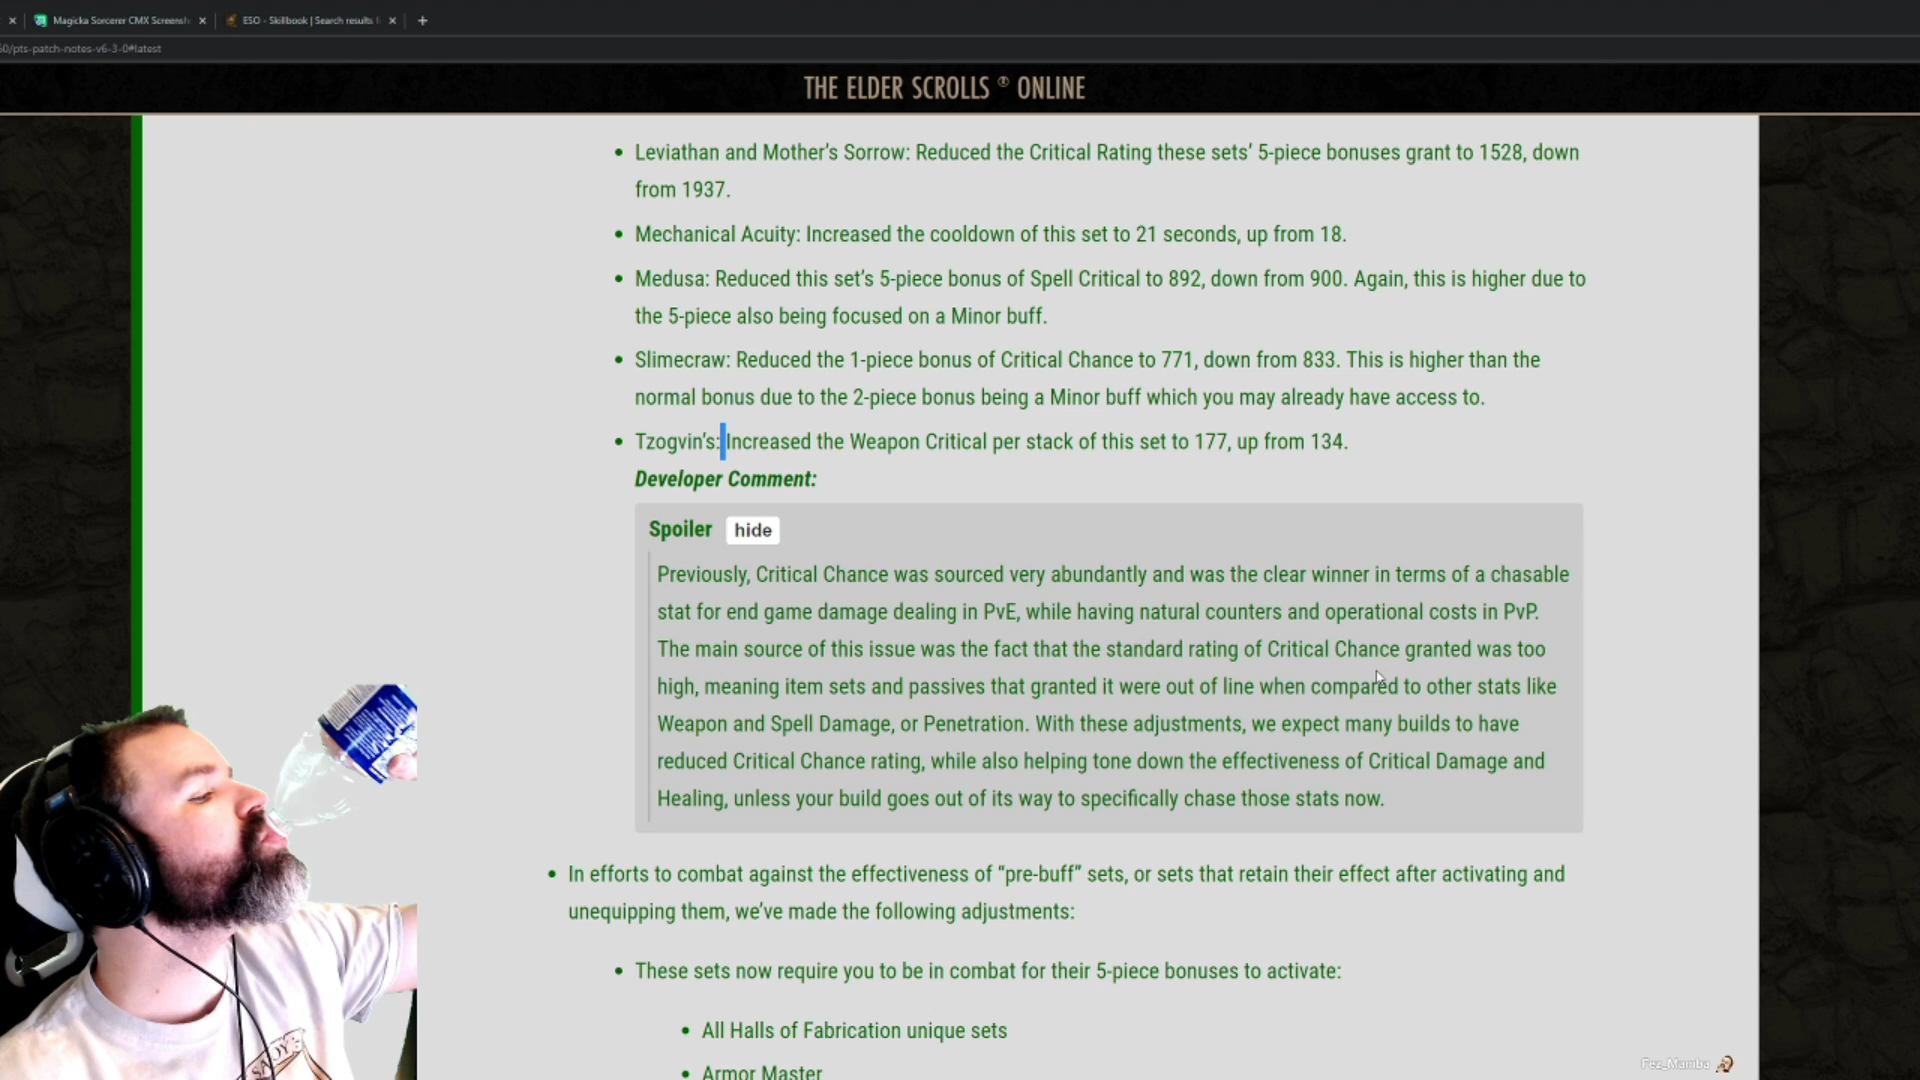 Magicka Sorcerer CMX Screensh
ESO - Skillbook | Search results f
60/pts-patch-notes-v6-3-0#latest
THE ELDER SCROLLS ® ONLINE
• Leviathan and Mother’s Sorrow: Reduced the Critical Rating these sets’ 5-piece bonuses grant to 1528, down
from 1937.
• Mechanical Acuity: Increased the cooldown of this set to 21 seconds, up from 18.
• Medusa: Reduced this set’s 5-piece bonus of Spell Critical to 892, down from 900. Again, this is higher due to
the 5-piece also being focused on a Minor buff.
• Slimecraw: Reduced the 1-piece bonus of Critical Chance to 771, down from 833. This is higher than the
normal bonus due to the 2-piece bonus being a Minor buff which you may already have access to.
• Tzogvin’s: Increased the Weapon Critical per stack of this set to 177, up from 134.
Developer Comment:
Spoiler hide
Previously, Critical Chance was sourced very abundantly and was the clear winner in terms of a chasable
stat for end game damage dealing in PvE, while having natural counters and operational costs in PvP.
The main source of this issue was the fact that the standard rating of Critical Chance granted was too
high, meaning item sets and passives that granted it were out of line when compared to other stats like
Weapon and Spell Damage, or Penetration. With these adjustments, we expect many builds to have
reduced Critical Chance rating, while also helping tone down the effectiveness of Critical Damage and
Healing, unless your build goes out of its way to specifically chase those stats now.
• In efforts to combat against the effectiveness of “pre-buff” sets, or sets that retain their effect after activating and
unequipping them, we’ve made the following adjustments:
• These sets now require you to be in combat for their 5-piece bonuses to activate:
• All Halls of Fabrication unique sets
• Armor Master
Fez_Mamba